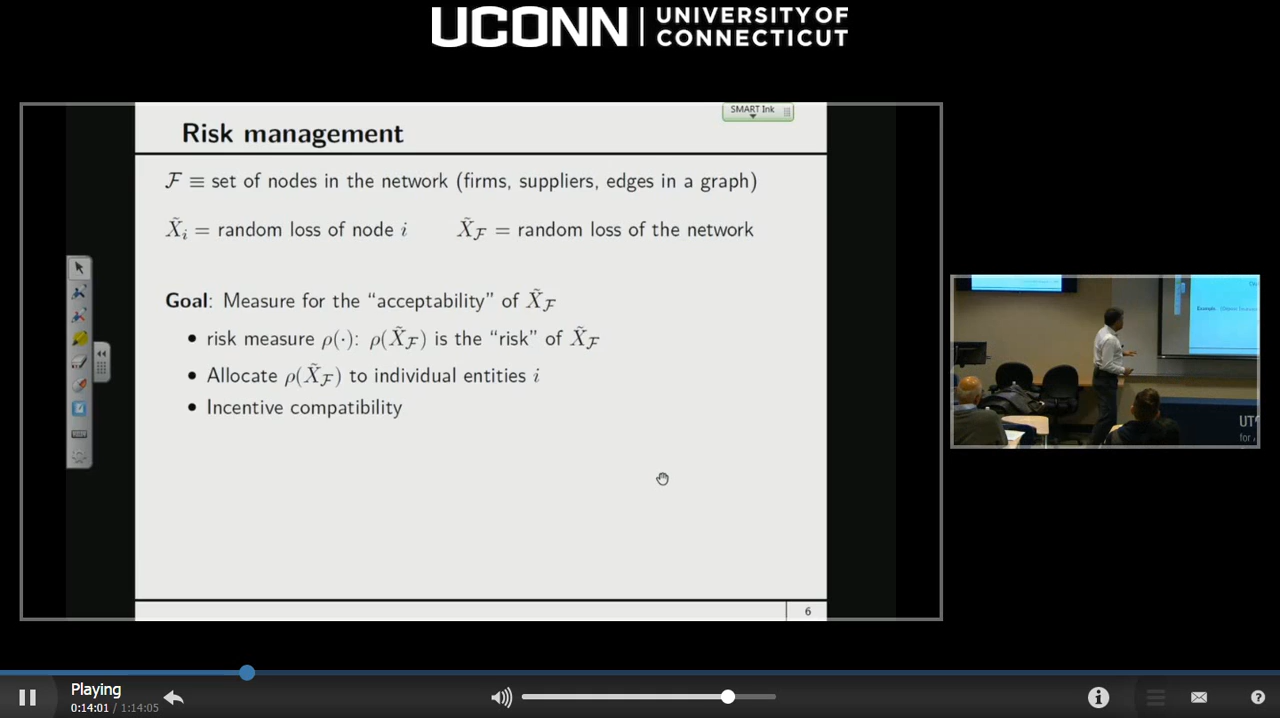 UCONN
UNIVERSITY OF
CONNECTICUT
SMART Ink
Risk management
ℱ ≡ set of nodes in the network (firms, suppliers, edges in a graph)
X̃ᵢ = random loss of node i X̃_ℱ = random loss of the network
Goal: Measure for the “acceptability” of X̃_ℱ
• risk measure ρ(·): ρ(X̃_ℱ) is the “risk” of X̃_ℱ
• Allocate ρ(X̃_ℱ) to individual entities i
• Incentive compatibility
6
Example
UT
for
Playing
0:14:01 / 1:14:05